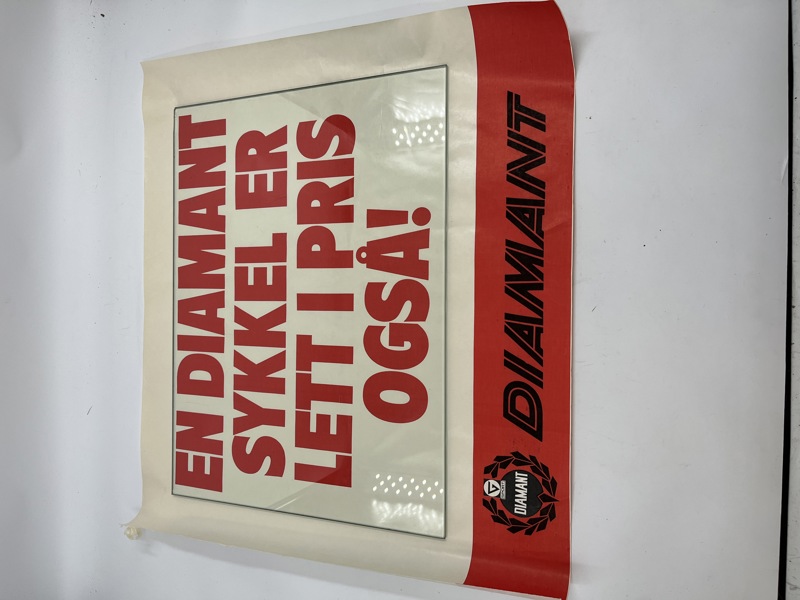 EN DIAMANT
SYKKEL ER
LETT I PRIS
OGSÅ!
DIAMANT
DIAMANT